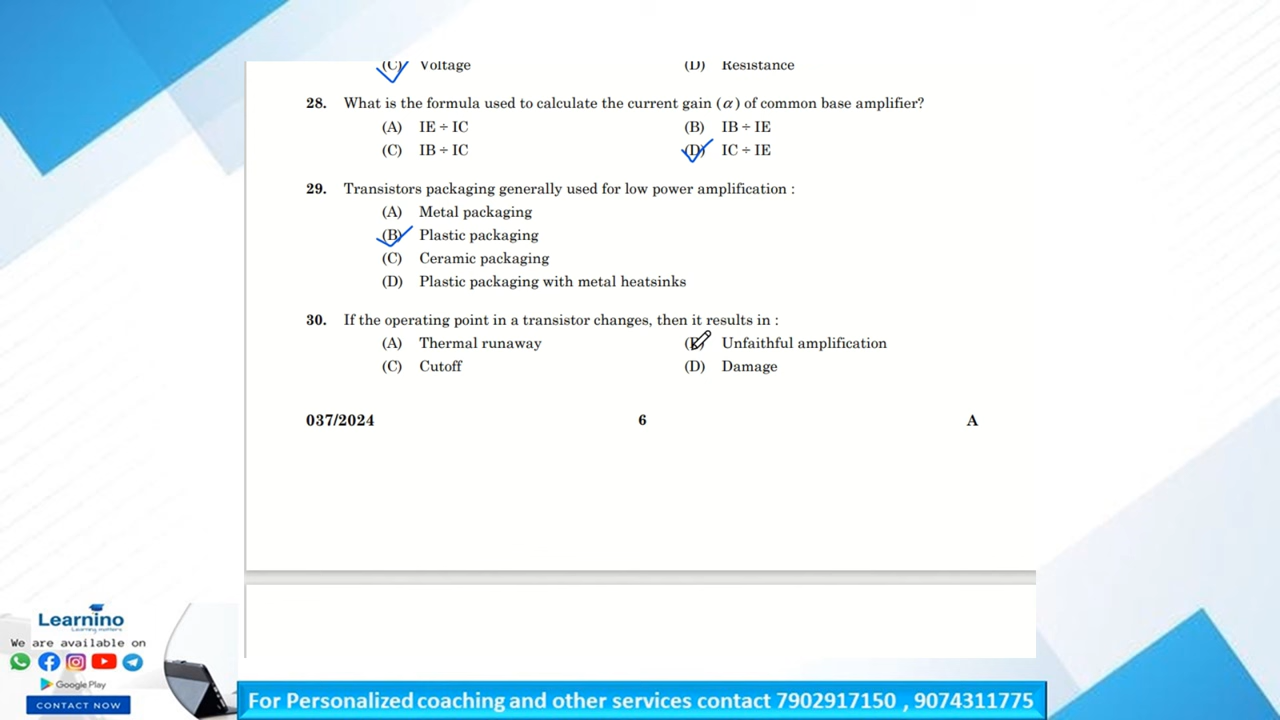 (C) Voltage (D) Resistance
28. What is the formula used to calculate the current gain (α) of common base amplifier?
(A) IE ÷ IC (B) IB ÷ IE
(C) IB ÷ IC (D) IC ÷ IE
29. Transistors packaging generally used for low power amplification :
(A) Metal packaging
(B) Plastic packaging
(C) Ceramic packaging
(D) Plastic packaging with metal heatsinks
30. If the operating point in a transistor changes, then it results in :
(A) Thermal runaway (B) Unfaithful amplification
(C) Cutoff (D) Damage
037/2024 6 A
Learnino
Learning matters
We are available on
Google Play
CONTACT NOW
For Personalized coaching and other services contact 7902917150 , 9074311775